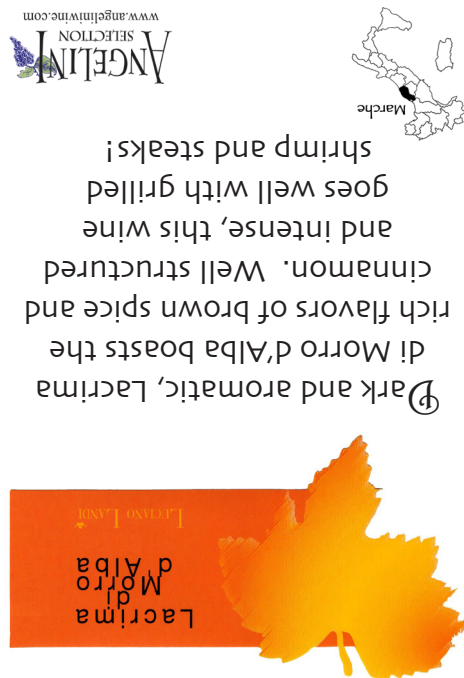 Lacrima
di
Morro
d'Alba
LUCIANO LANDI
Dark and aromatic, Lacrima
di Morro d'Alba boasts the
rich flavors of brown spice and
cinnamon. Well structured
and intense, this wine
goes well with grilled
shrimp and steaks!
Marche
ANGELINI
SELECTION
www.angeliniwine.com